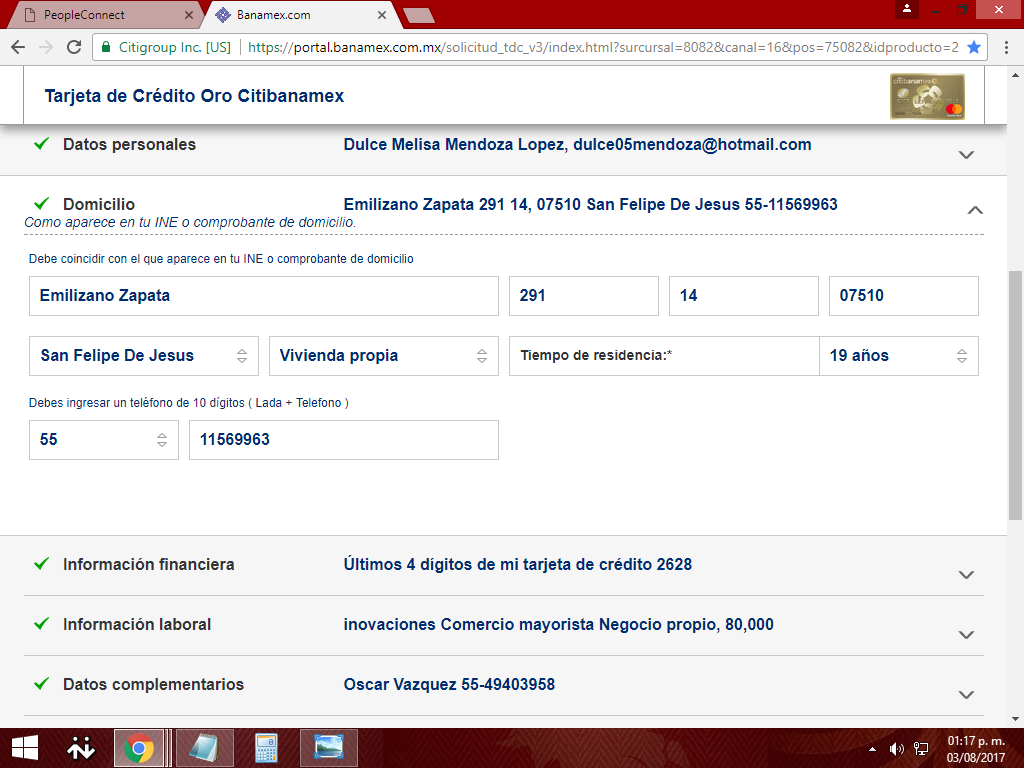 PeopleConnect
Banamex.com
Citigroup Inc. [US] https://portal.banamex.com.mx/solicitud_tdc_v3/index.html?surcursal=8082&canal=16&pos=75082&idproducto=2
Tarjeta de Crédito Oro Citibanamex
citibanamex
Datos personales Dulce Melisa Mendoza Lopez, dulce05mendoza@hotmail.com
Domicilio Emilizano Zapata 291 14, 07510 San Felipe De Jesus 55-11569963
Como aparece en tu INE o comprobante de domicilio.
Debe coincidir con el que aparece en tu INE o comprobante de domicilio
Emilizano Zapata 291 14 07510
San Felipe De Jesus Vivienda propia Tiempo de residencia:* 19 años
Debes ingresar un teléfono de 10 dígitos ( Lada + Telefono )
55 11569963
Información financiera Últimos 4 dígitos de mi tarjeta de crédito 2628
Información laboral inovaciones Comercio mayorista Negocio propio, 80,000
Datos complementarios Oscar Vazquez 55-49403958
01:17 p. m.
03/08/2017